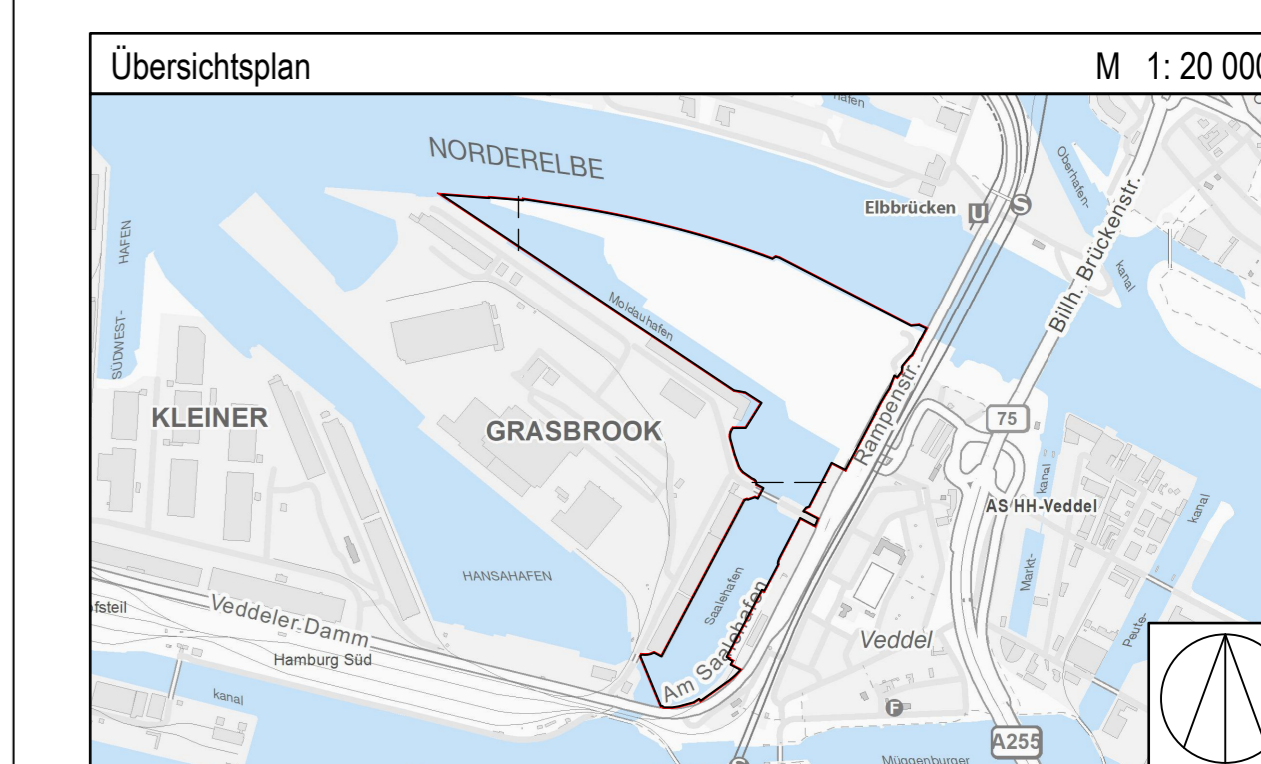 Übersichtsplan
M 1: 20 000
hafen
NORDERELBE
Elbbrücken U
S
Oberhafen-
kanal
Billh. Brückenstr.
HAFEN
SÜDWEST-
Moldauhafen
KLEINER
GRASBROOK
Rampenstr.
75
AS HH-Veddel
kanal
Markt-
kanal
Peute-
HANSAHAFEN
Saalehafen
Am Saalehafen
Veddel
Veddeler Damm
Hamburg Süd
kanal
F
A255
Müggenburger
S